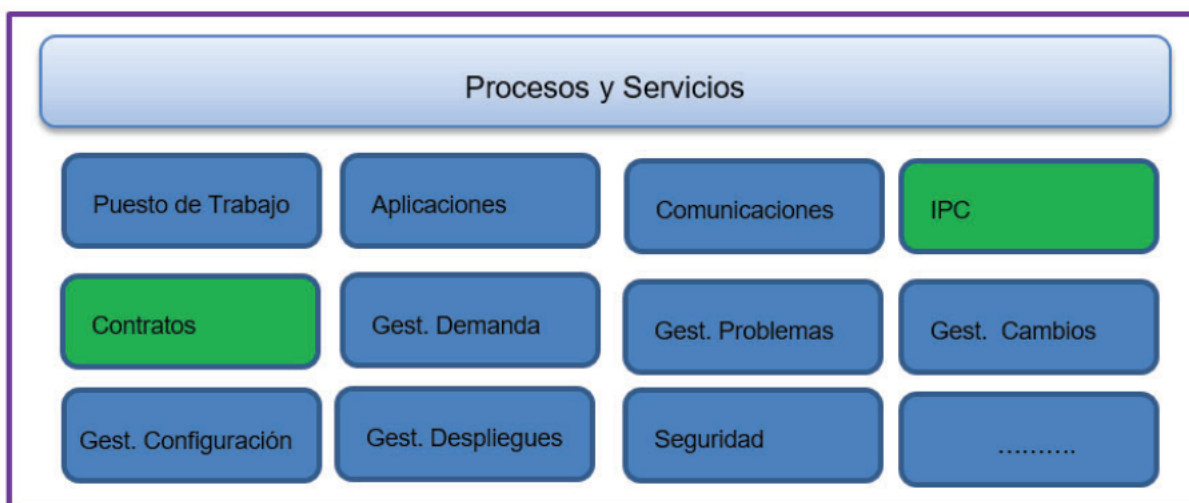 Procesos y Servicios
Puesto de Trabajo
Aplicaciones
Comunicaciones
IPC
Contratos
Gest. Demanda
Gest. Problemas
Gest. Cambios
Gest. Configuración
Gest. Despliegues
Seguridad
..........